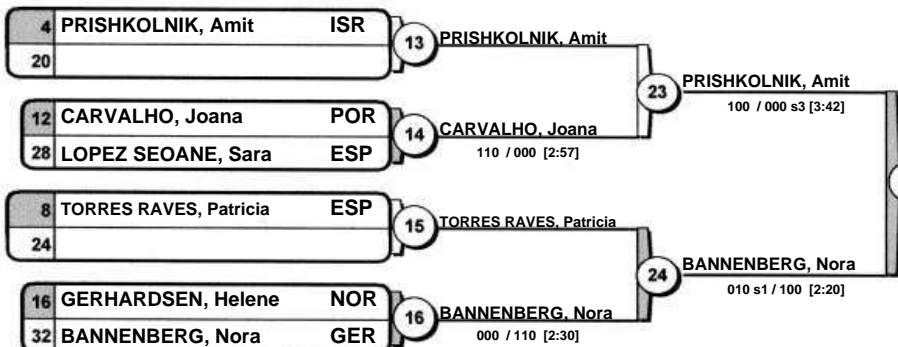 4 PRISHKOLNIK, Amit ISR
20
13 PRISHKOLNIK, Amit
12 CARVALHO, Joana POR
28 LOPEZ SEOANE, Sara ESP
14 CARVALHO, Joana
110 / 000 [2:57]
23 PRISHKOLNIK, Amit
100 / 000 s3 [3:42]
8 TORRES RAVES, Patricia ESP
24
15 TORRES RAVES, Patricia
16 GERHARDSEN, Helene NOR
32 BANNENBERG, Nora GER
16 BANNENBERG, Nora
000 / 110 [2:30]
24 BANNENBERG, Nora
010 s1 / 100 [2:20]